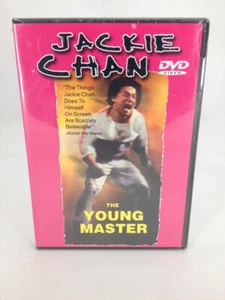 JACKIE
CHAN
DVD
VIDEO
"The Things
Jackie Chan
Does To
Himself
On Screen
Are Scarcely
Believable"
THE
YOUNG
MASTER